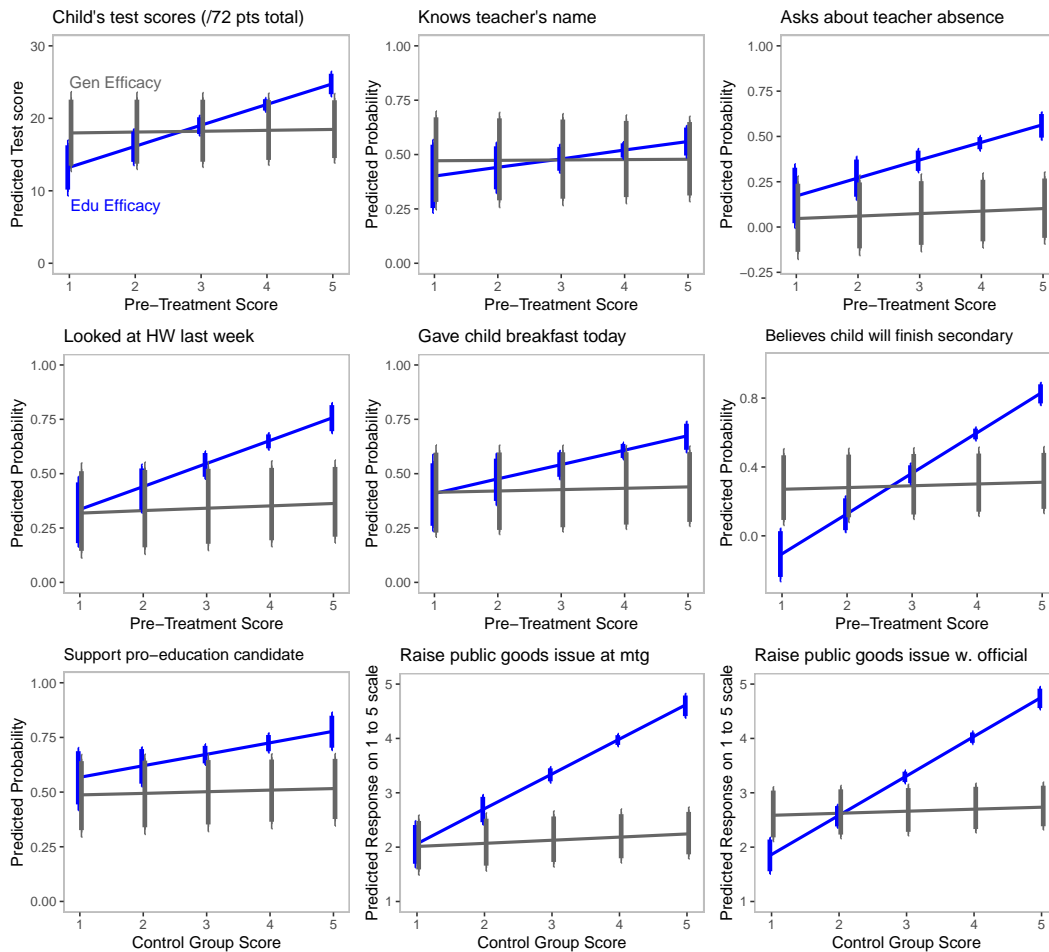 Child's test scores (/72 pts total)
Predicted Test score
30
20
10
0
Gen Efficacy
Edu Efficacy
1 2 3 4 5
Pre−Treatment Score
Knows teacher's name
Predicted Probability
1.00
0.75
0.50
0.25
0.00
1 2 3 4 5
Pre−Treatment Score
Asks about teacher absence
Predicted Probability
1.00
0.75
0.50
0.25
0.00
−0.25
1 2 3 4 5
Pre−Treatment Score
Looked at HW last week
Predicted Probability
1.00
0.75
0.50
0.25
0.00
1 2 3 4 5
Pre−Treatment Score
Gave child breakfast today
Predicted Probability
1.00
0.75
0.50
0.25
0.00
1 2 3 4 5
Pre−Treatment Score
Believes child will finish secondary
Predicted Probability
0.8
0.4
0.0
1 2 3 4 5
Pre−Treatment Score
Support pro−education candidate
Predicted Probability
1.00
0.75
0.50
0.25
0.00
1 2 3 4 5
Control Group Score
Raise public goods issue at mtg
Predicted Response on 1 to 5 scale
5
4
3
2
1
1 2 3 4 5
Control Group Score
Raise public goods issue w. official
Predicted Response on 1 to 5 scale
5
4
3
2
1
1 2 3 4 5
Control Group Score